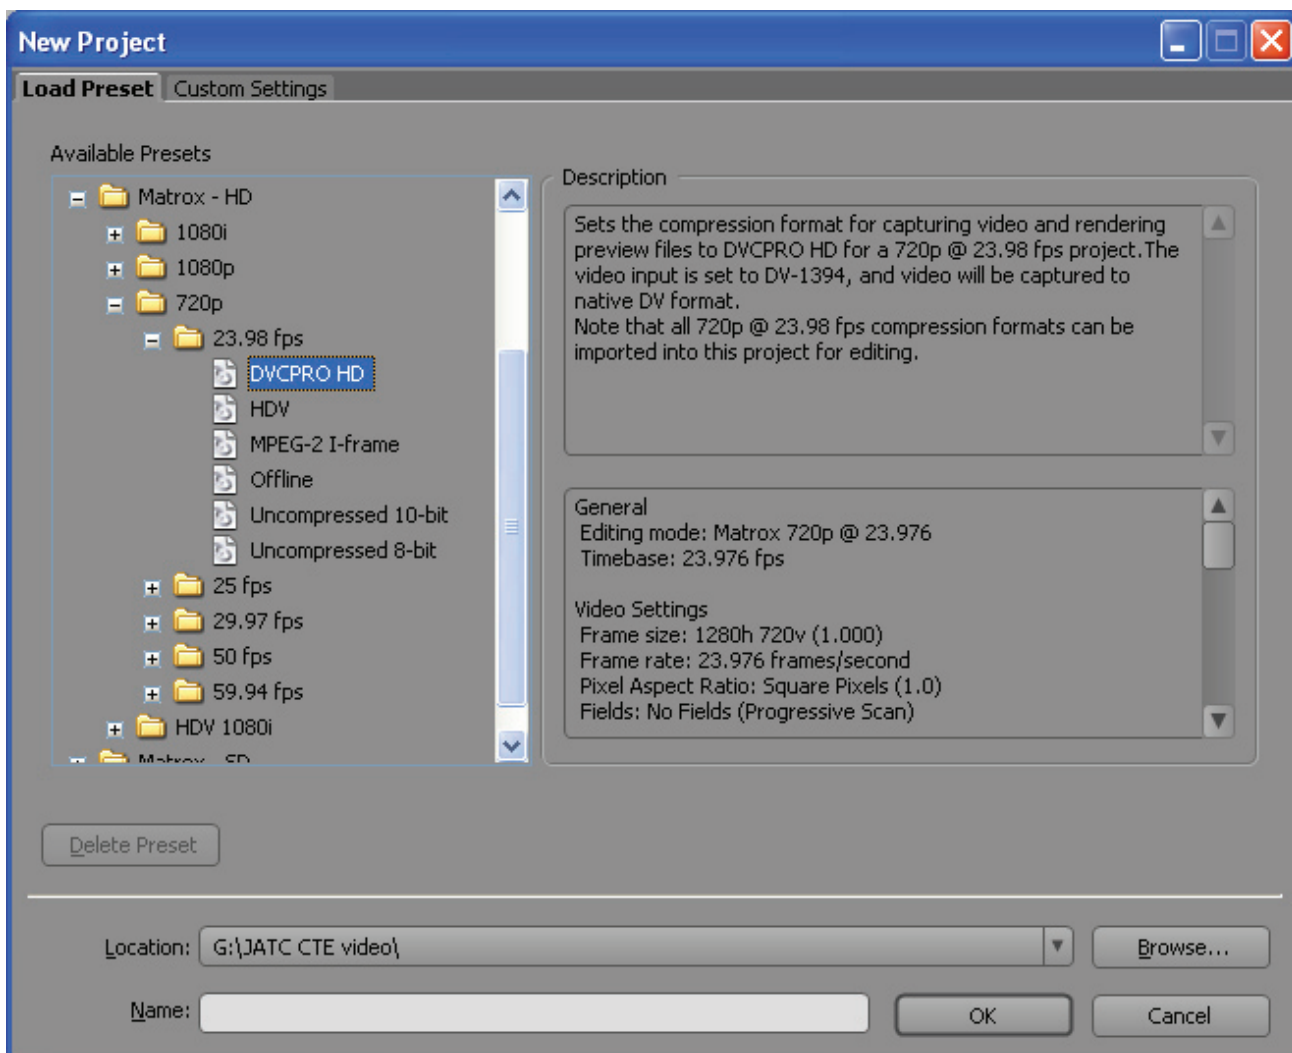 New Project
Load Preset Custom Settings
Available Presets
Matrox - HD
1080i
1080p
720p
23.98 fps
DVCPRO HD
HDV
MPEG-2 I-frame
Offline
Uncompressed 10-bit
Uncompressed 8-bit
25 fps
29.97 fps
50 fps
59.94 fps
HDV 1080i
Matrox - SD
Description
Sets the compression format for capturing video and rendering
preview files to DVCPRO HD for a 720p @ 23.98 fps project.The
video input is set to DV-1394, and video will be captured to
native DV format.
Note that all 720p @ 23.98 fps compression formats can be
imported into this project for editing.
General
Editing mode: Matrox 720p @ 23.976
Timebase: 23.976 fps
Video Settings
Frame size: 1280h 720v (1.000)
Frame rate: 23.976 frames/second
Pixel Aspect Ratio: Square Pixels (1.0)
Fields: No Fields (Progressive Scan)
Delete Preset
Location: G:\JATC CTE video\ Browse...
Name: OK Cancel